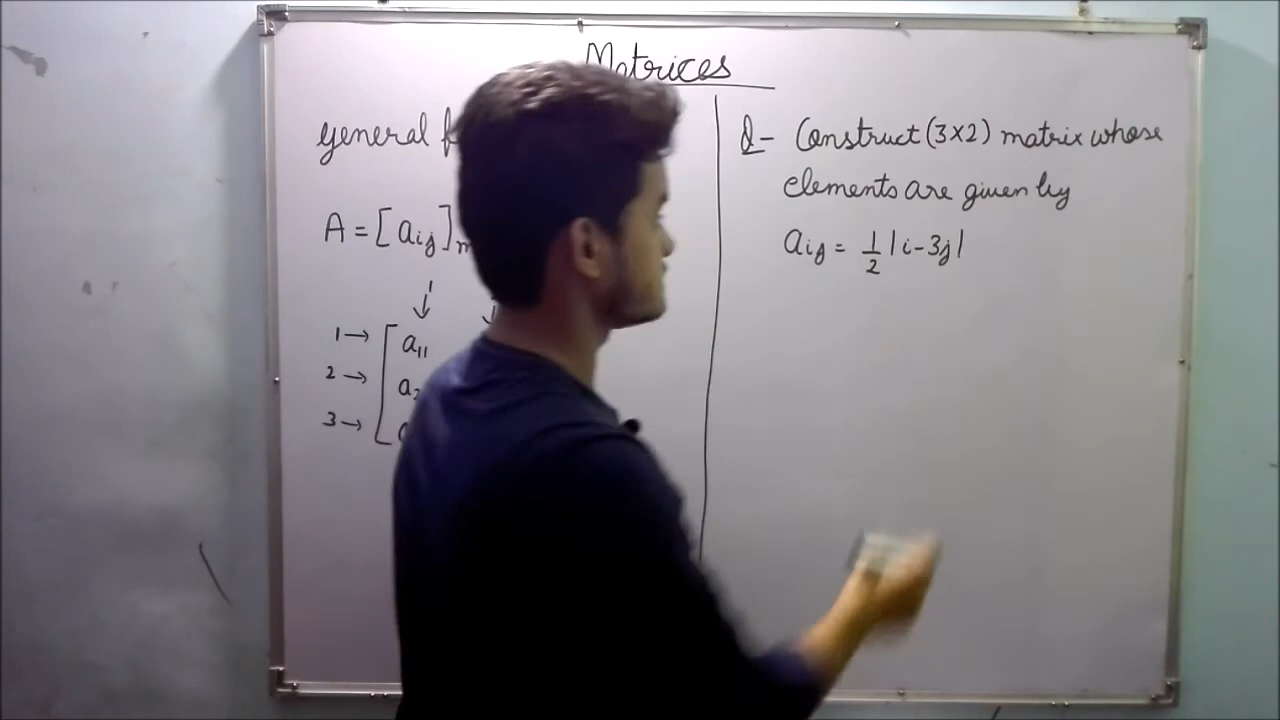 Matrices
general
A = [aij]m
1
1→ [a11
2→ a2
3→
Q- Construct (3×2) matrix whose
elements are given by
aij = 1/2 |i-3j|